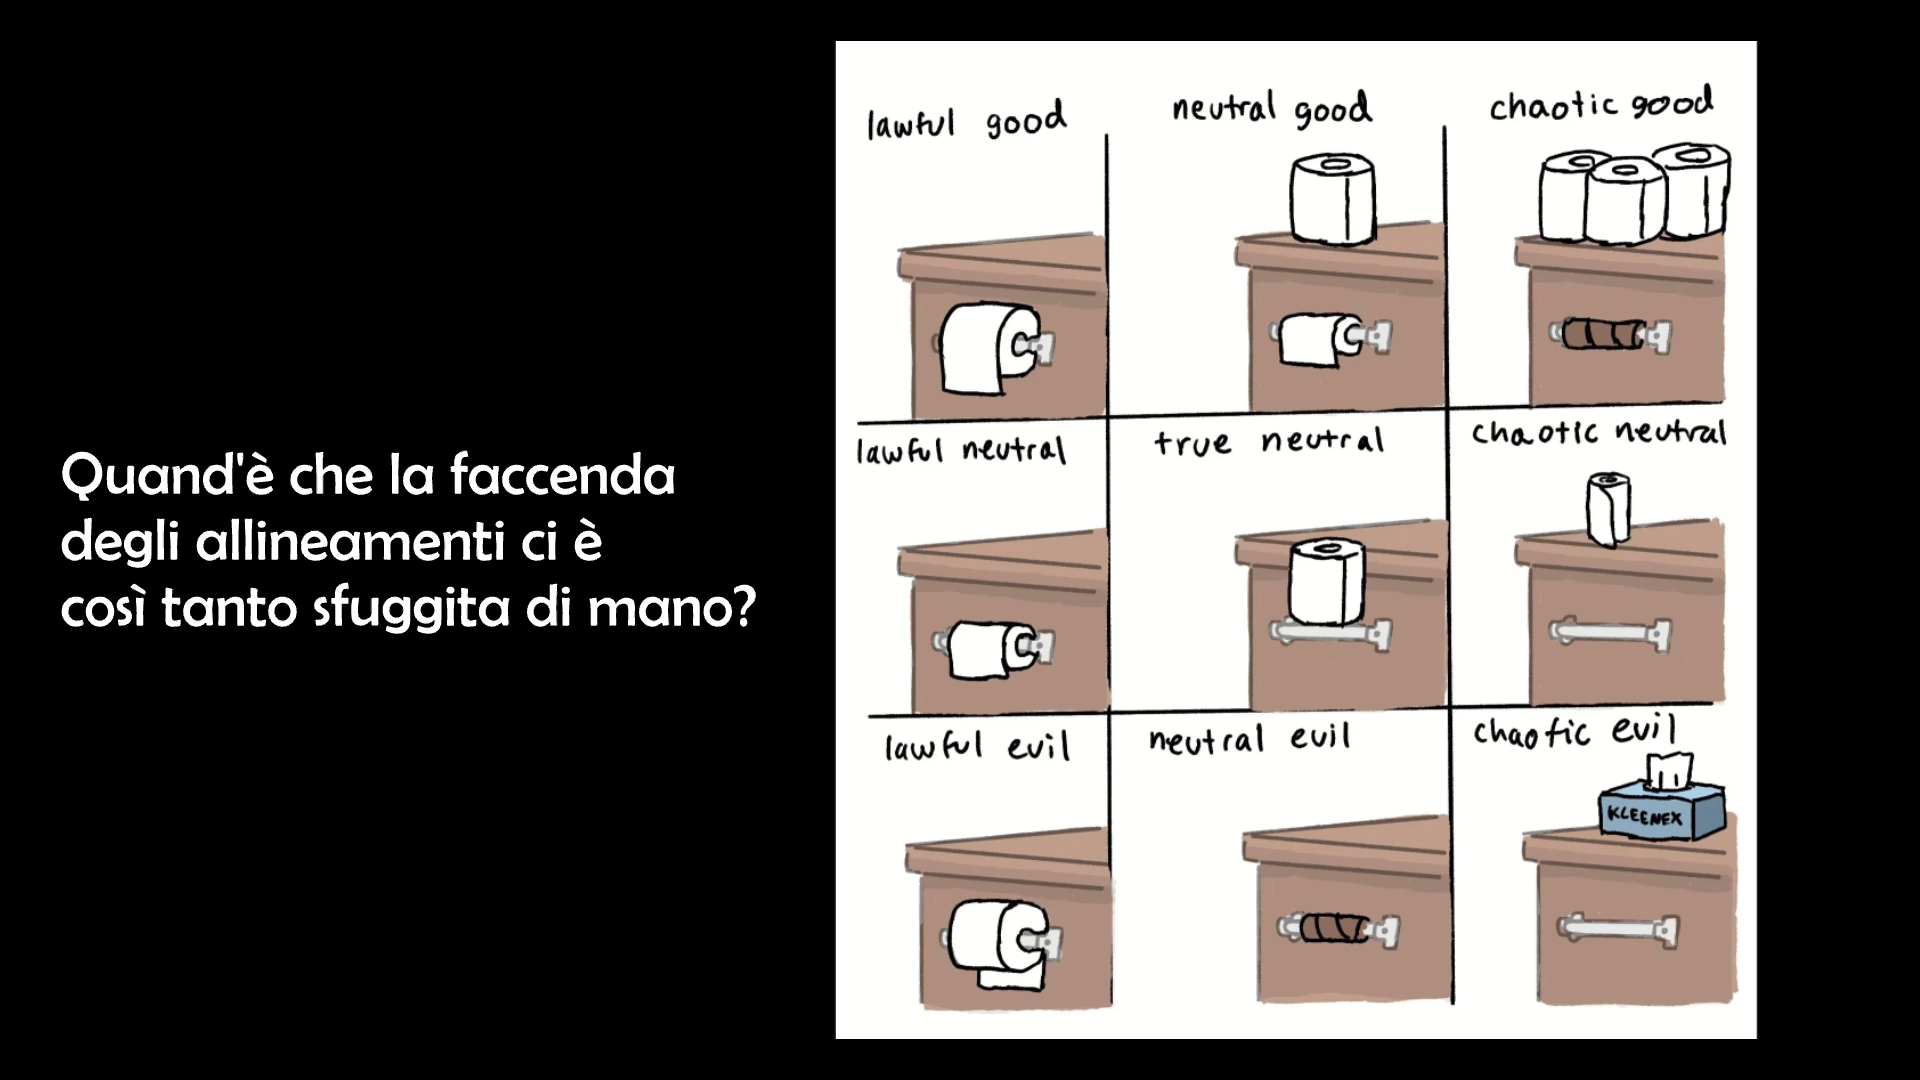 Quand'è che la faccenda
degli allineamenti ci è
così tanto sfuggita di mano?
lawful good
neutral good
chaotic good
lawful neutral
true neutral
chaotic neutral
lawful evil
neutral evil
chaotic evil
KLEENEX